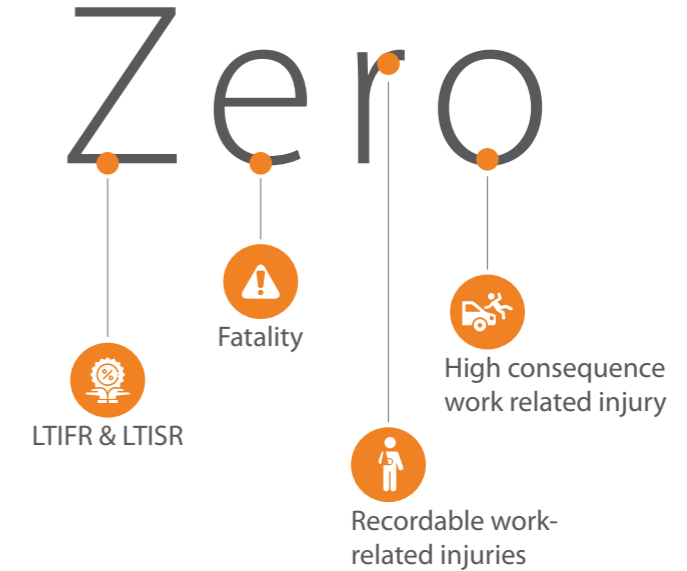 Zero
Fatality
High consequence
work related injury
LTIFR & LTISR
Recordable work-
related injuries